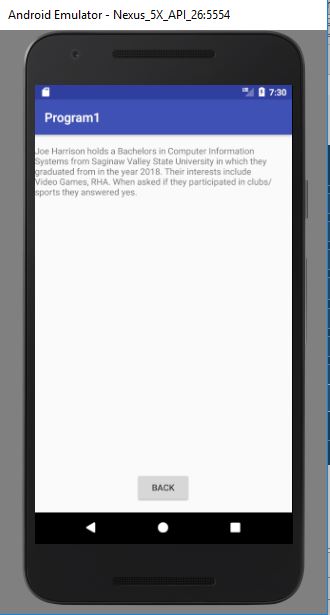 Android Emulator - Nexus_5X_API_26:5554
7:30
Program1
Joe Harrison holds a Bachelors in Computer Information
Systems from Saginaw Valley State University in which they
graduated from in the year 2018. Their interests include
Video Games, RHA. When asked if they participated in clubs/
sports they answered yes.
BACK